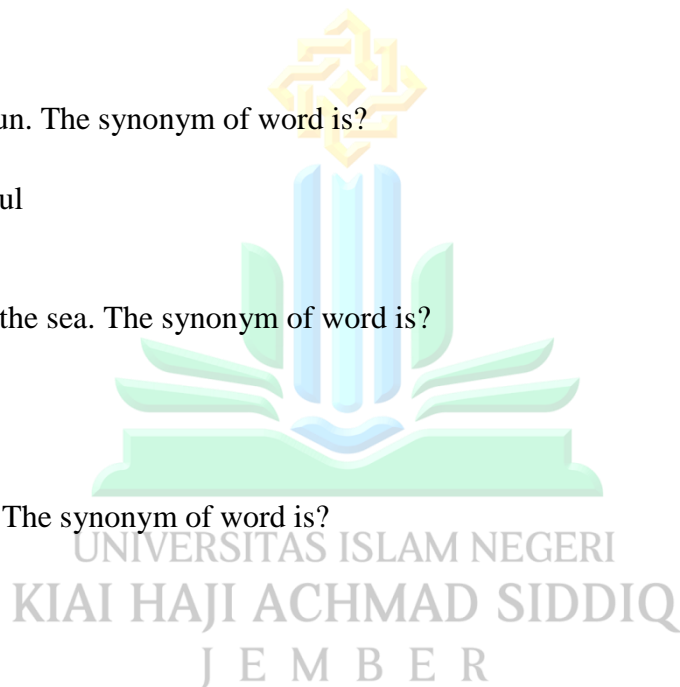 un. The synonym of word is?
ul
the sea. The synonym of word is?
The synonym of word is?
UNIVERSITAS ISLAM NEGERI
KIAI HAJI ACHMAD SIDDIQ
JEMBER